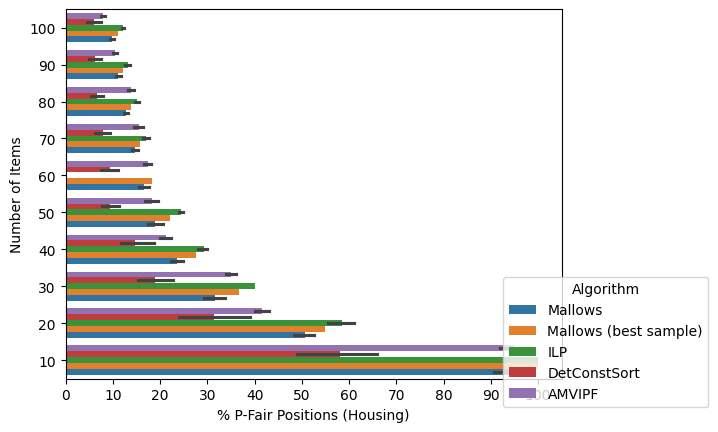 100
90
80
70
60
50
40
30
20
10
Number of Items
0 10 20 30 40 50 60 70 80 90 100
% P-Fair Positions (Housing)
Algorithm
Mallows
Mallows (best sample)
ILP
DetConstSort
AMVIPF